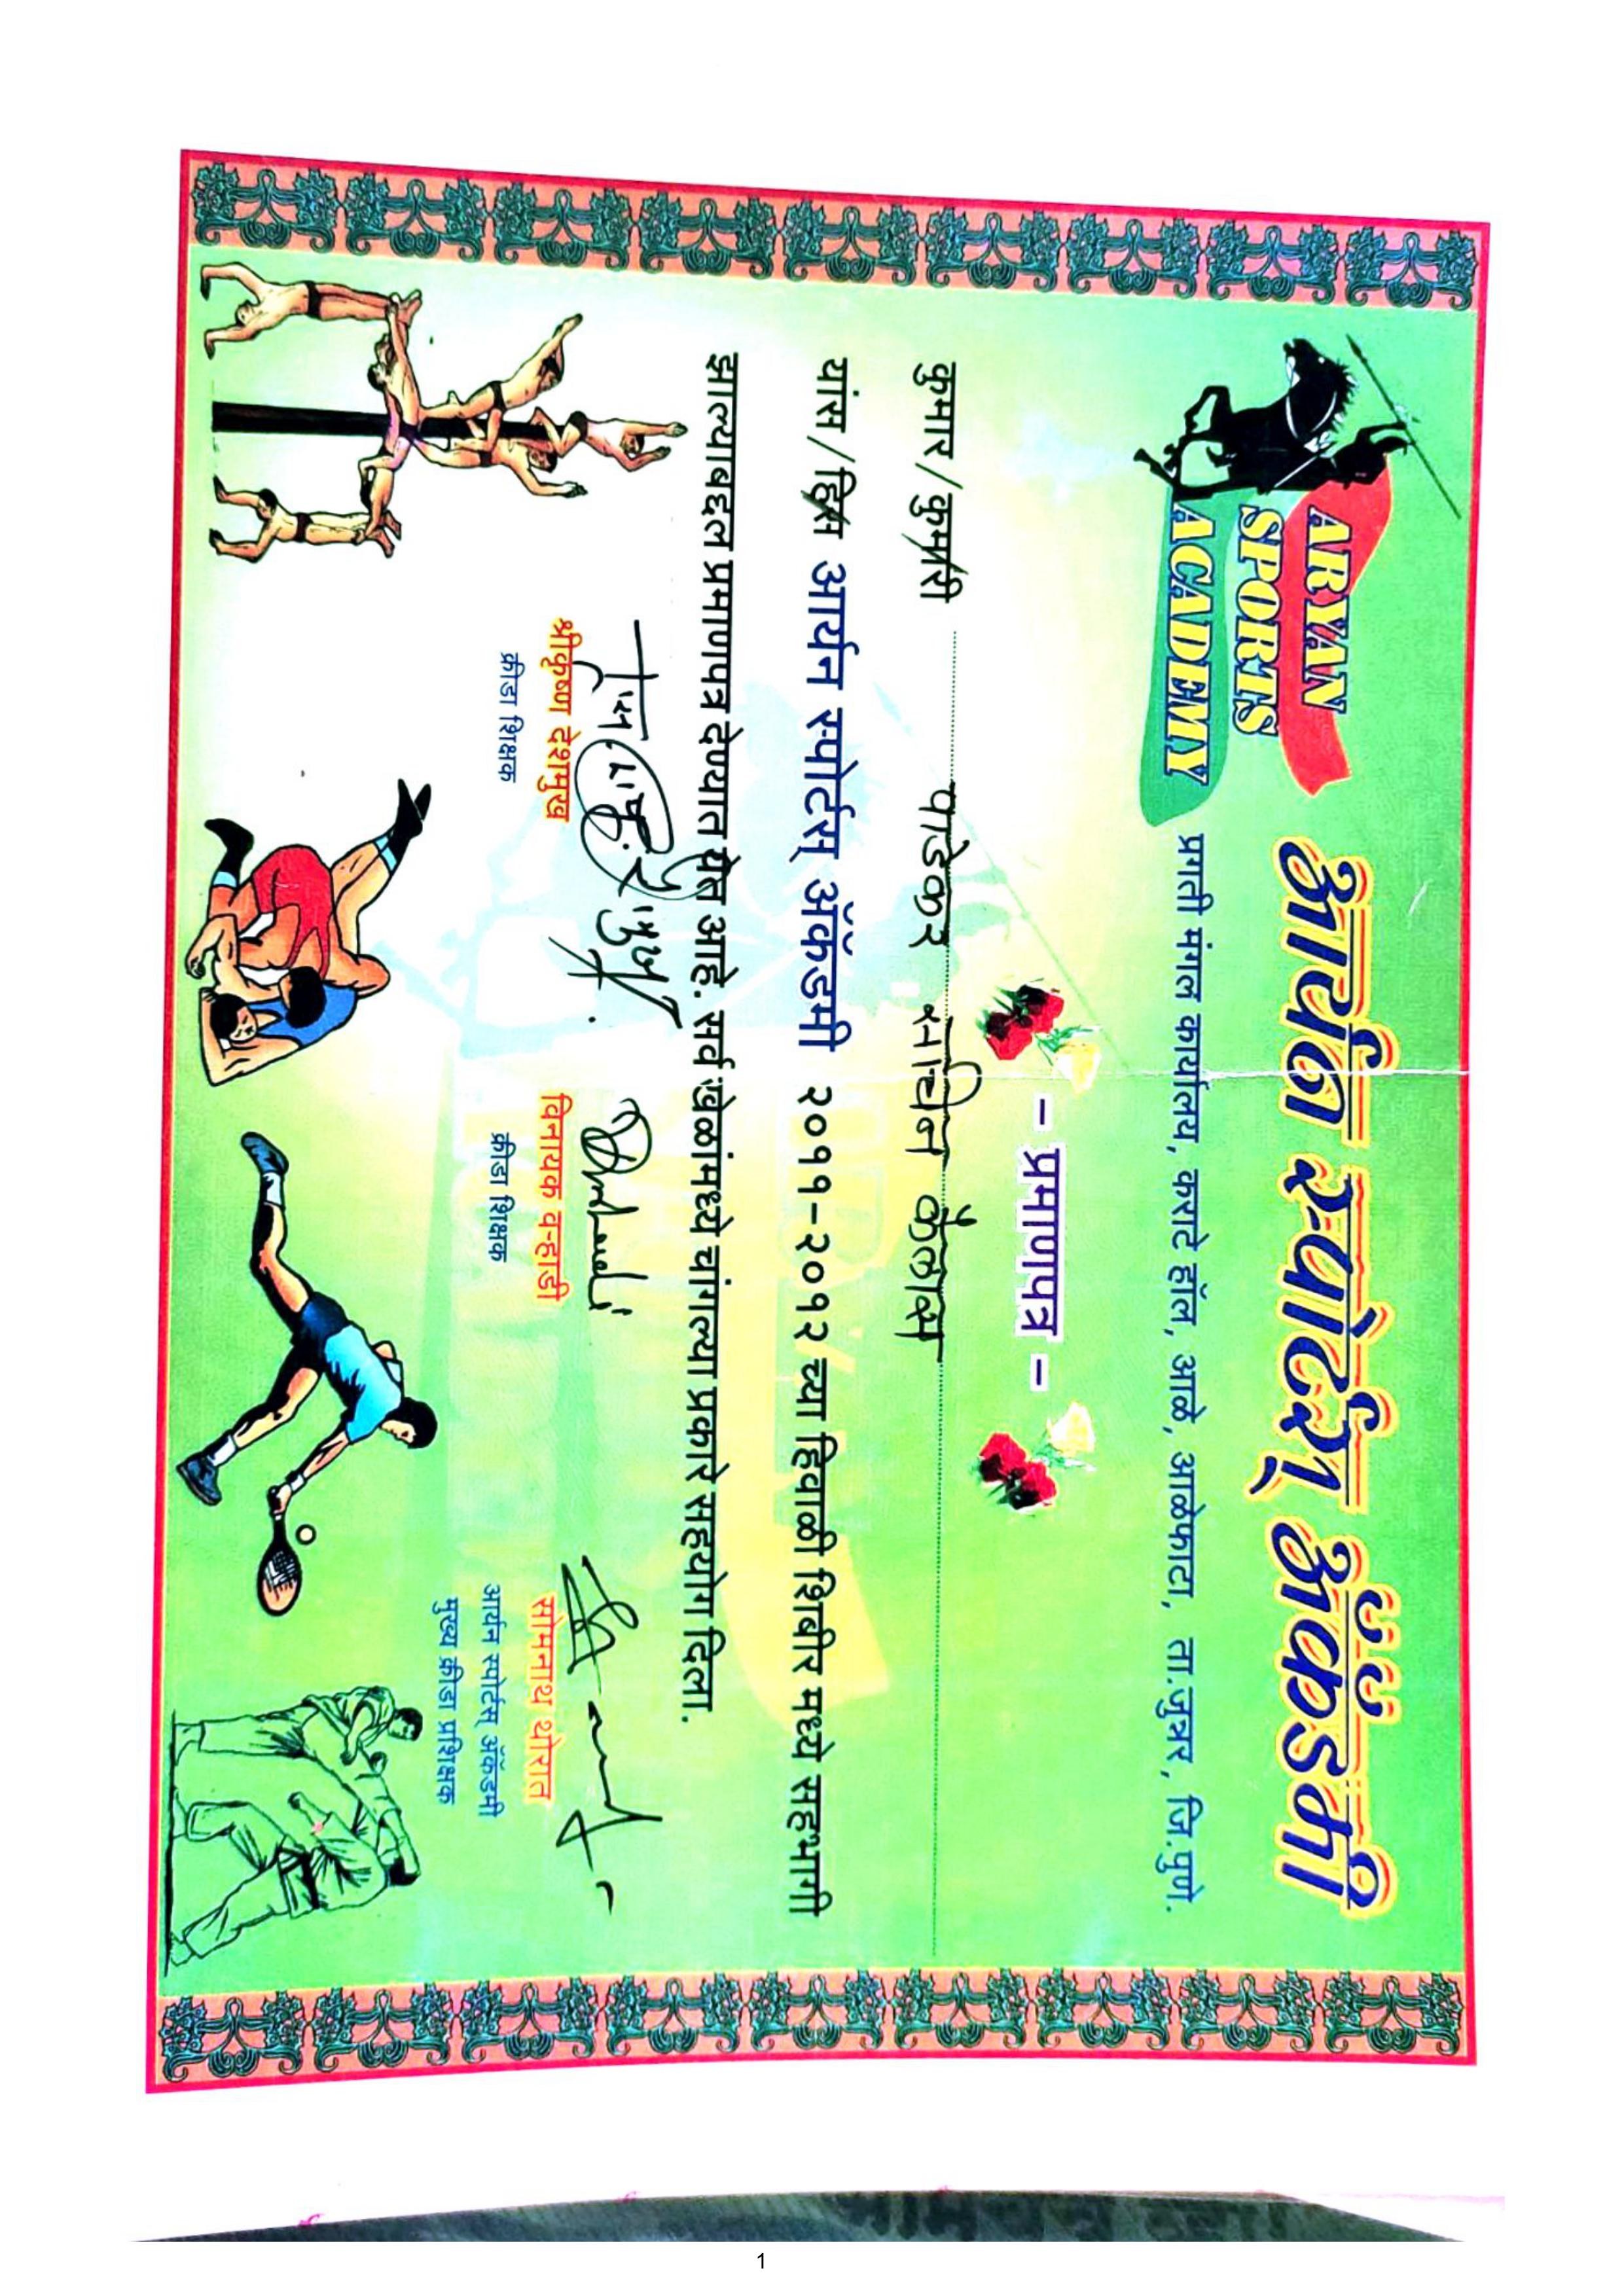 ARYAN
SPORTS
ACADEMY
आर्यन स्पोर्टस् ॲकॅडमी
प्रगती मंगल कार्यालय, कराटे हॉल, आळे, आळेफाटा, ता.जुन्नर, जि.पुणे.
– प्रमाणपत्र –
कुमार/कुमारी पाडेकर सचिन कैलास
यांस/हिस आर्यन स्पोर्टस् ॲकॅडमी २०११-२०१२ च्या हिवाळी शिबीर मध्ये सहभागी
झाल्याबद्दल प्रमाणपत्र देण्यात येत आहे. सर्व खेळांमध्ये चांगल्या प्रकारे सहयोग दिला.
श्रीकृष्ण देशमुख
क्रीडा शिक्षक
विनायक वऱ्हाडी
क्रीडा शिक्षक
सोमनाथ थोरात
आर्यन स्पोर्टस् ॲकॅडमी
मुख्य क्रीडा प्रशिक्षक
1